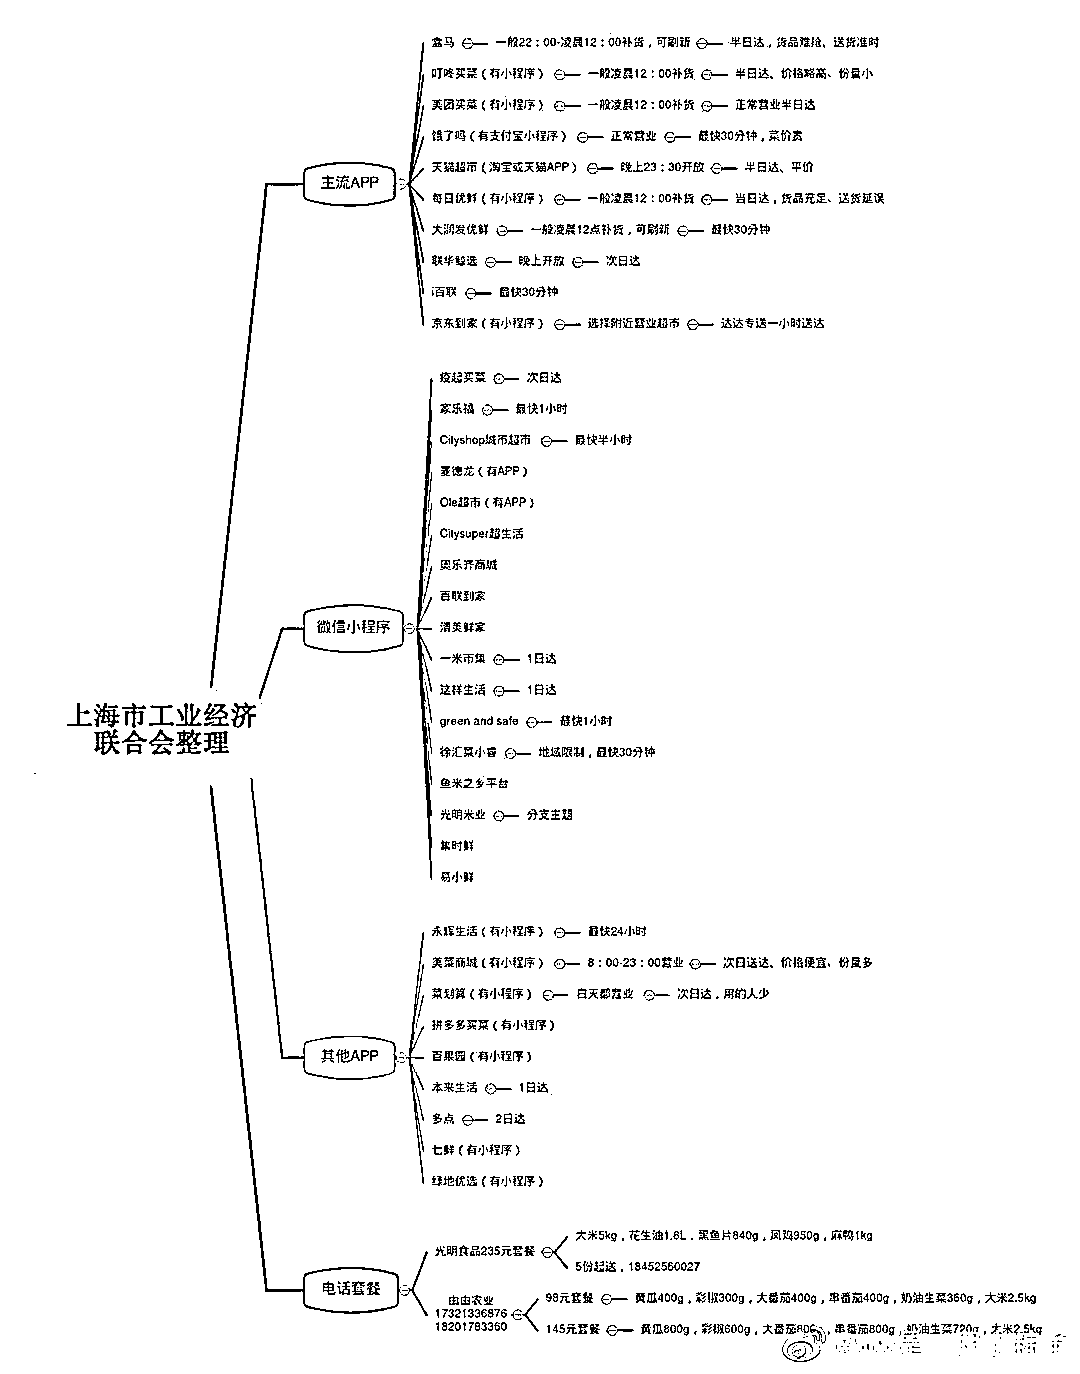 盒马 一般22：00-凌晨12：00补货，可刷新 半日达，货品难抢、送货准时
叮咚买菜（有小程序） 一般凌晨12：00补货 半日达、价格略高、份量小
美团买菜（有小程序） 一般凌晨12：00补货 正常营业半日达
饿了吗（有支付宝小程序） 正常营业 最快30分钟，菜价贵
天猫超市（淘宝或天猫APP） 晚上23：30开放 半日达、平价
主流APP
每日优鲜（有小程序） 一般凌晨12：00补货 当日达，货品充足、送货延误
大润发优鲜 一般凌晨12点补货，可刷新 最快30分钟
联华鲸选 晚上开放 次日达
i百联 最快30分钟
京东到家（有小程序） 选择附近营业超市 达达专送一小时送达
疫起买菜 次日达
家乐福 最快1小时
Cityshop城市超市 最快半小时
麦德龙（有APP）
Ole超市（有APP）
Citysuper超生活
奥乐齐商城
百联到家
清美鲜家
微信小程序
一米市集 1日达
这样生活 1日达
green and safe 最快1小时
徐汇菜小睿 地域限制，最快30分钟
鱼米之乡平台
光明米业 分支主题
集时鲜
易小鲜
上海市工业经济
联合会整理
永辉生活（有小程序） 最快24小时
美菜商城（有小程序） 8：00-23：00营业 次日送达、价格便宜、份量多
菜划算（有小程序） 白天都营业 次日达，用的人少
拼多多买菜（有小程序）
百果园（有小程序）
其他APP
本来生活 1日达
多点 2日达
七鲜（有小程序）
绿地优选（有小程序）
光明食品235元套餐
大米5kg，花生油1.8L，黑鱼片840g，凤鸡950g，麻鸭1kg
5份起送，18452560027
电话套餐
由由农业
17321336876
18201783360
98元套餐 黄瓜400g，彩椒300g，大番茄400g，串番茄400g，奶油生菜360g，大米2.5kg
145元套餐 黄瓜800g，彩椒600g，大番茄800g，串番茄800g，奶油生菜720g，大米2.5kg